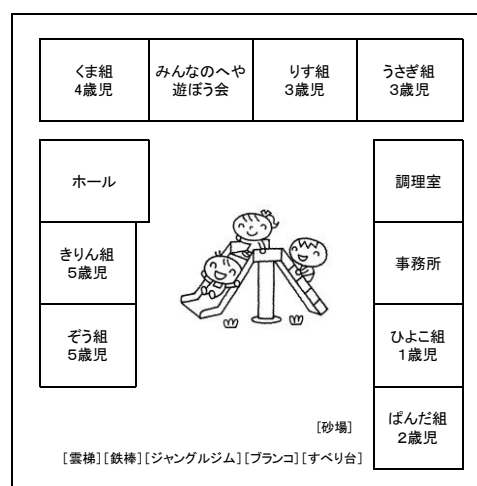 くま組
4歳児
みんなのへや
遊ぼう会
りす組
3歳児
うさぎ組
3歳児
ホール
調理室
きりん組
5歳児
事務所
ぞう組
5歳児
ひよこ組
1歳児
ぱんだ組
2歳児
[砂場]
[雲梯][鉄棒][ジャングルジム][ブランコ][すべり台]